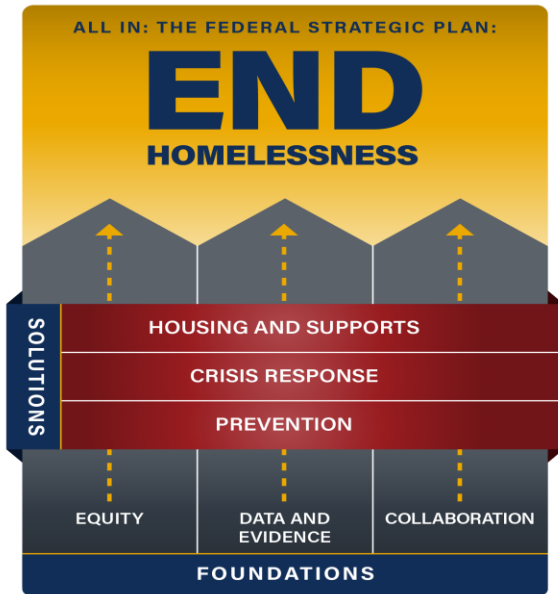 ALL IN: THE FEDERAL STRATEGIC PLAN:
END
HOMELESSNESS
SOLUTIONS
HOUSING AND SUPPORTS
CRISIS RESPONSE
PREVENTION
EQUITY
DATA AND
EVIDENCE
COLLABORATION
FOUNDATIONS